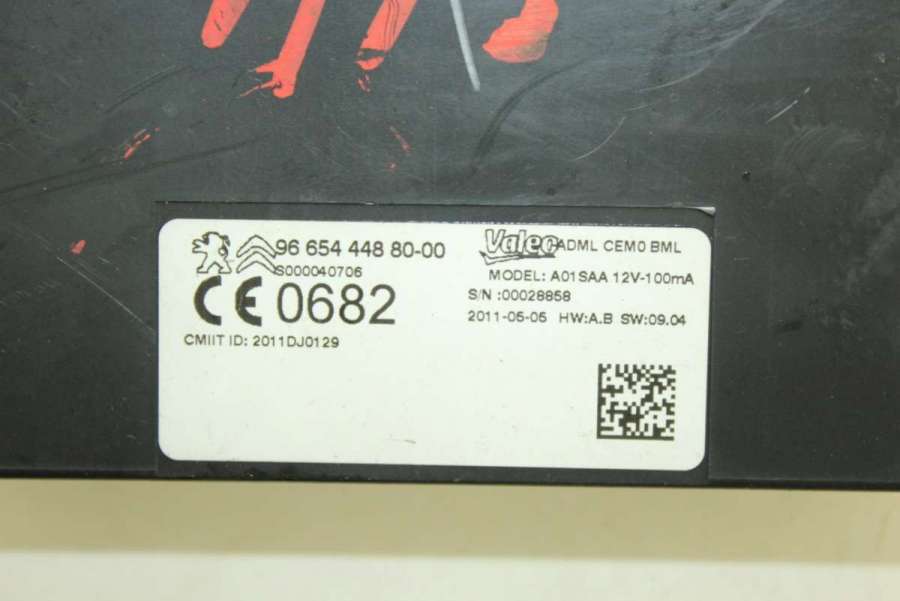 96 654 448 80-00
S000040706
CE 0682
CMIIT ID: 2011DJ0129
Valeo ADML CEM0 BML
MODEL: A01SAA 12V-100mA
S/N :00028858
2011-05-05 HW:A.B SW:09.04